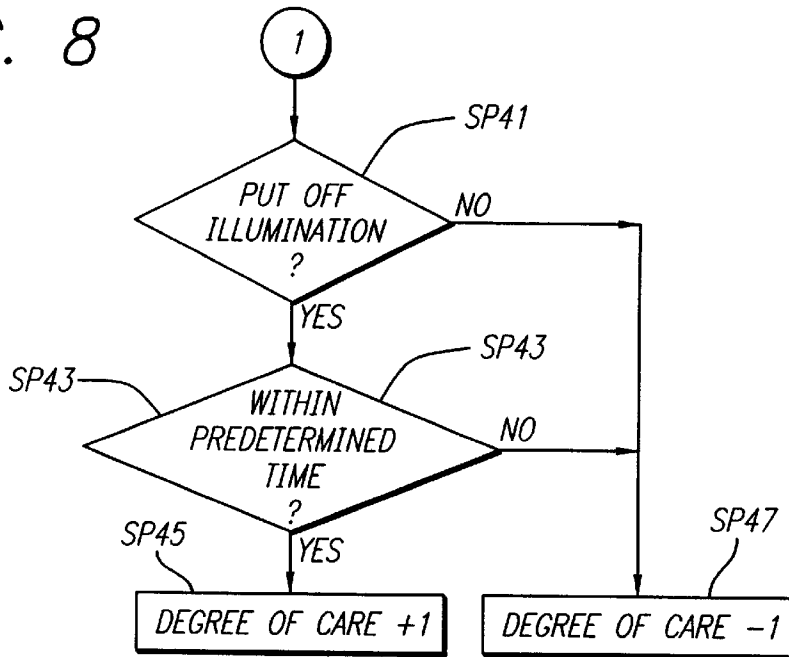 . 8
1
SP41
PUT OFF
ILLUMINATION
?
NO
YES
SP43
SP43
WITHIN
PREDETERMINED
TIME
?
NO
SP45
YES
SP47
DEGREE OF CARE +1
DEGREE OF CARE -1